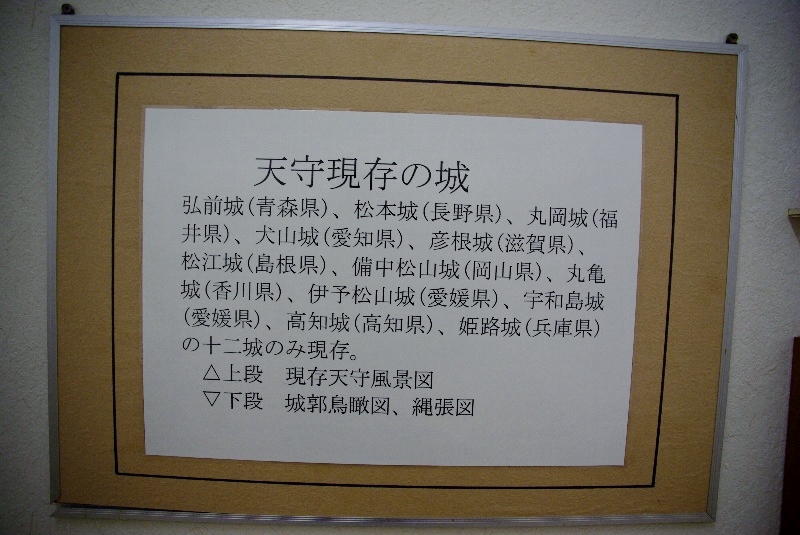 天守現存の城
弘前城(青森県)、松本城(長野県)、丸岡城(福
井県)、犬山城(愛知県)、彦根城(滋賀県)、
松江城(島根県)、備中松山城(岡山県)、丸亀
城(香川県)、伊予松山城(愛媛県)、宇和島城
(愛媛県)、高知城(高知県)、姫路城(兵庫県)
の十二城のみ現存。
△上段　現存天守風景図
▽下段　城郭鳥瞰図、縄張図